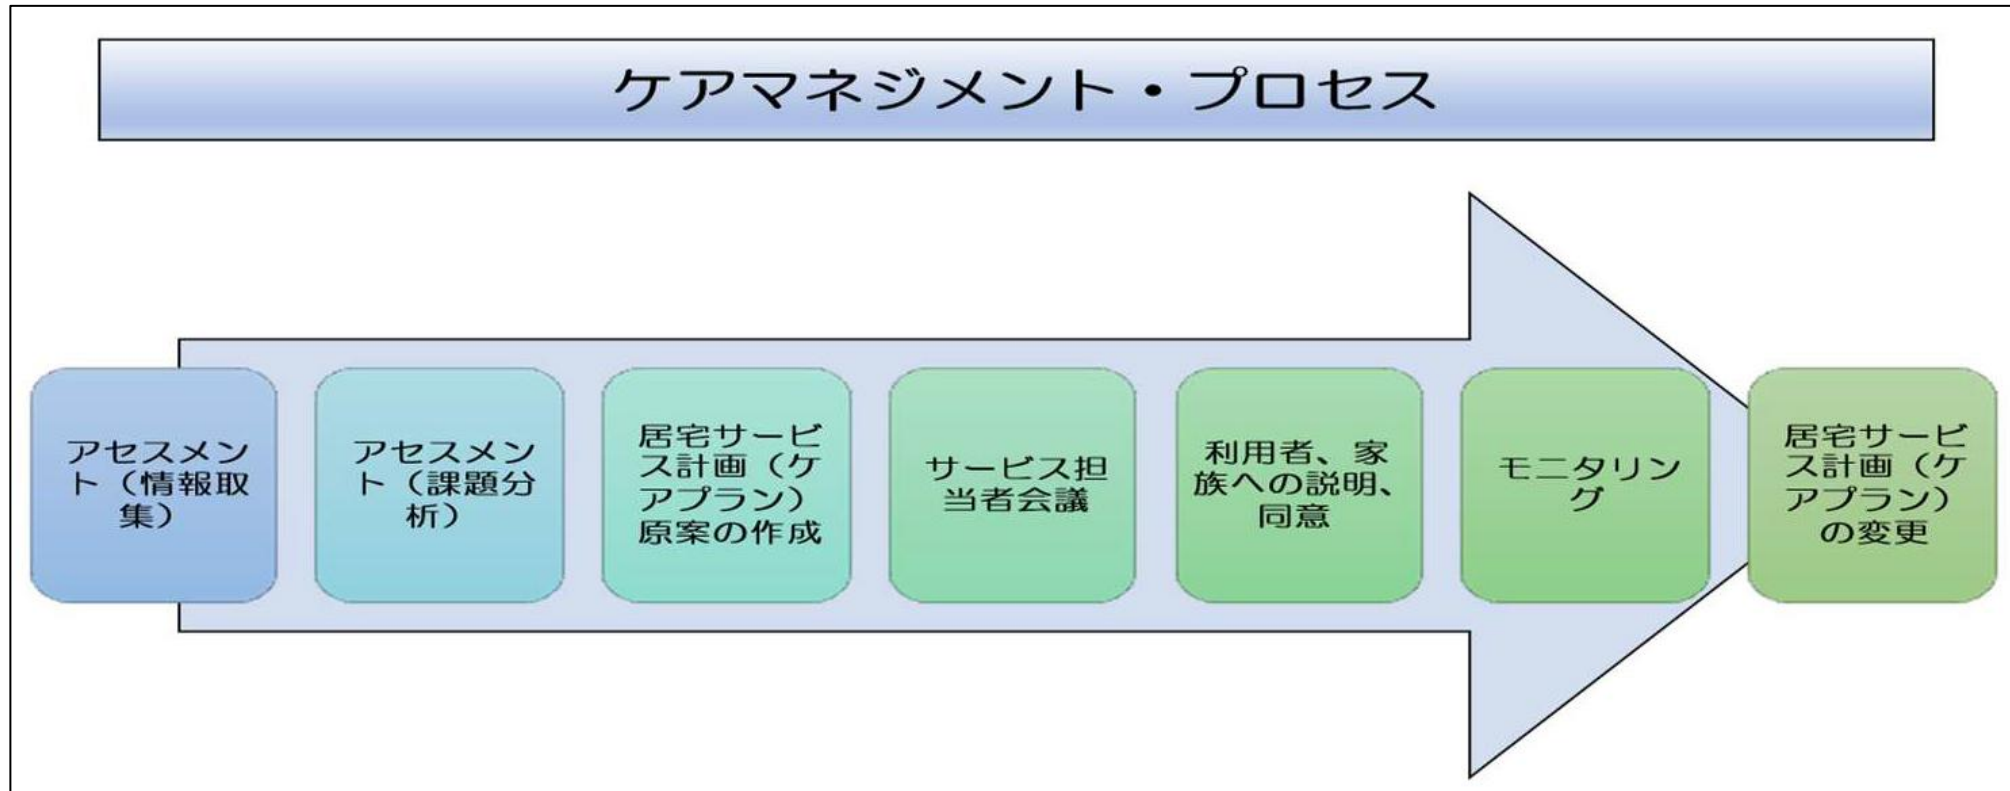 ケアマネジメント・プロセス
アセスメン
ト（情報取
集）
アセスメン
ト（課題分
析）
居宅サービ
ス計画（ケ
アプラン）
原案の作成
サービス担
当者会議
利用者、家
族への説明、
同意
モニタリン
グ
居宅サービ
ス計画（ケ
アプラン）
の変更